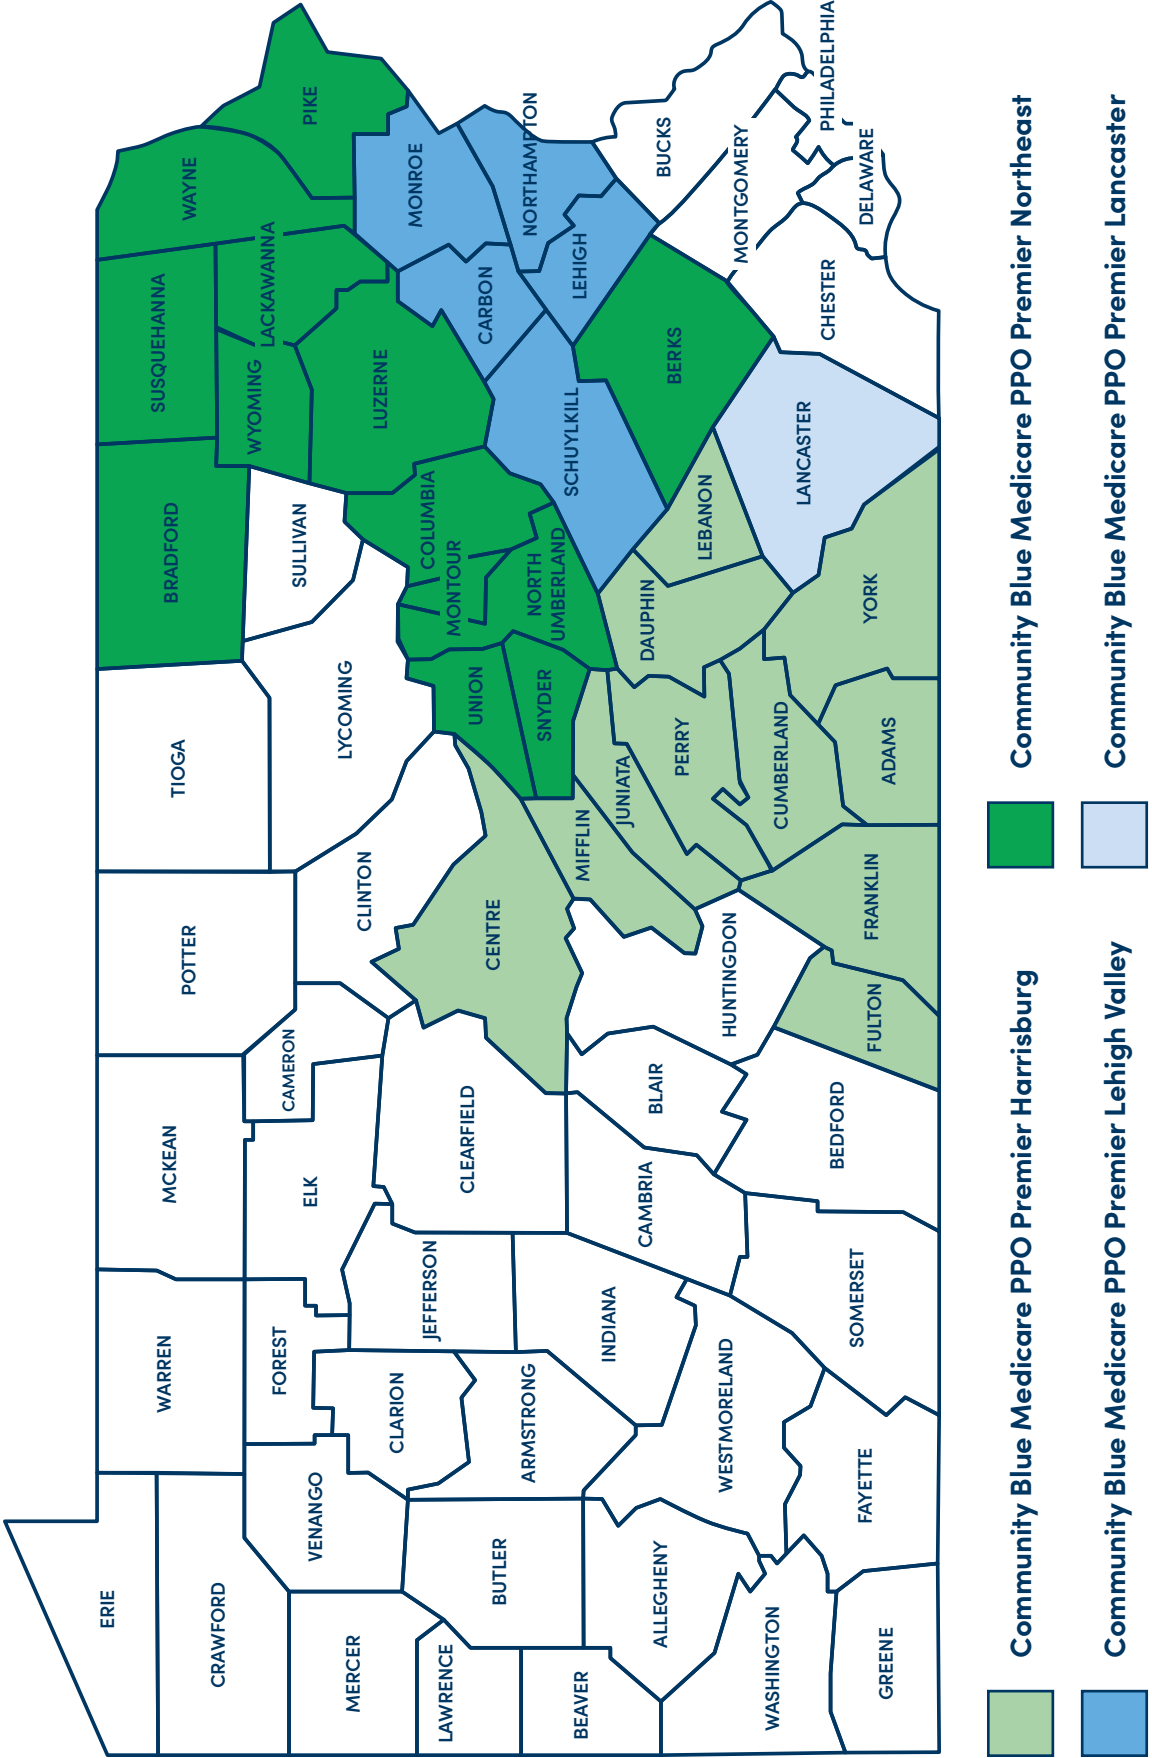 ERIE
WARREN
MCKEAN
POTTER
TIOGA
BRADFORD
SUSQUEHANNA
WAYNE
PIKE
CRAWFORD
FOREST
ELK
CAMERON
CLINTON
LYCOMING
SULLIVAN
WYOMING
LACKAWANNA
MERCER
VENANGO
CLARION
JEFFERSON
CLEARFIELD
CENTRE
UNION
MONTOUR
COLUMBIA
LUZERNE
MONROE
LAWRENCE
BUTLER
ARMSTRONG
SNYDER
NORTH
UMBERLAND
CARBON
NORTHAMPTON
BEAVER
INDIANA
MIFFLIN
JUNIATA
SCHUYLKILL
LEHIGH
ALLEGHENY
WESTMORELAND
CAMBRIA
BLAIR
HUNTINGDON
PERRY
DAUPHIN
LEBANON
BERKS
BUCKS
MONTGOMERY
WASHINGTON
CUMBERLAND
LANCASTER
CHESTER
PHILADELPHIA
GREENE
FAYETTE
SOMERSET
BEDFORD
FULTON
FRANKLIN
ADAMS
YORK
DELAWARE
Community Blue Medicare PPO Premier Harrisburg
Community Blue Medicare PPO Premier Northeast
Community Blue Medicare PPO Premier Lehigh Valley
Community Blue Medicare PPO Premier Lancaster